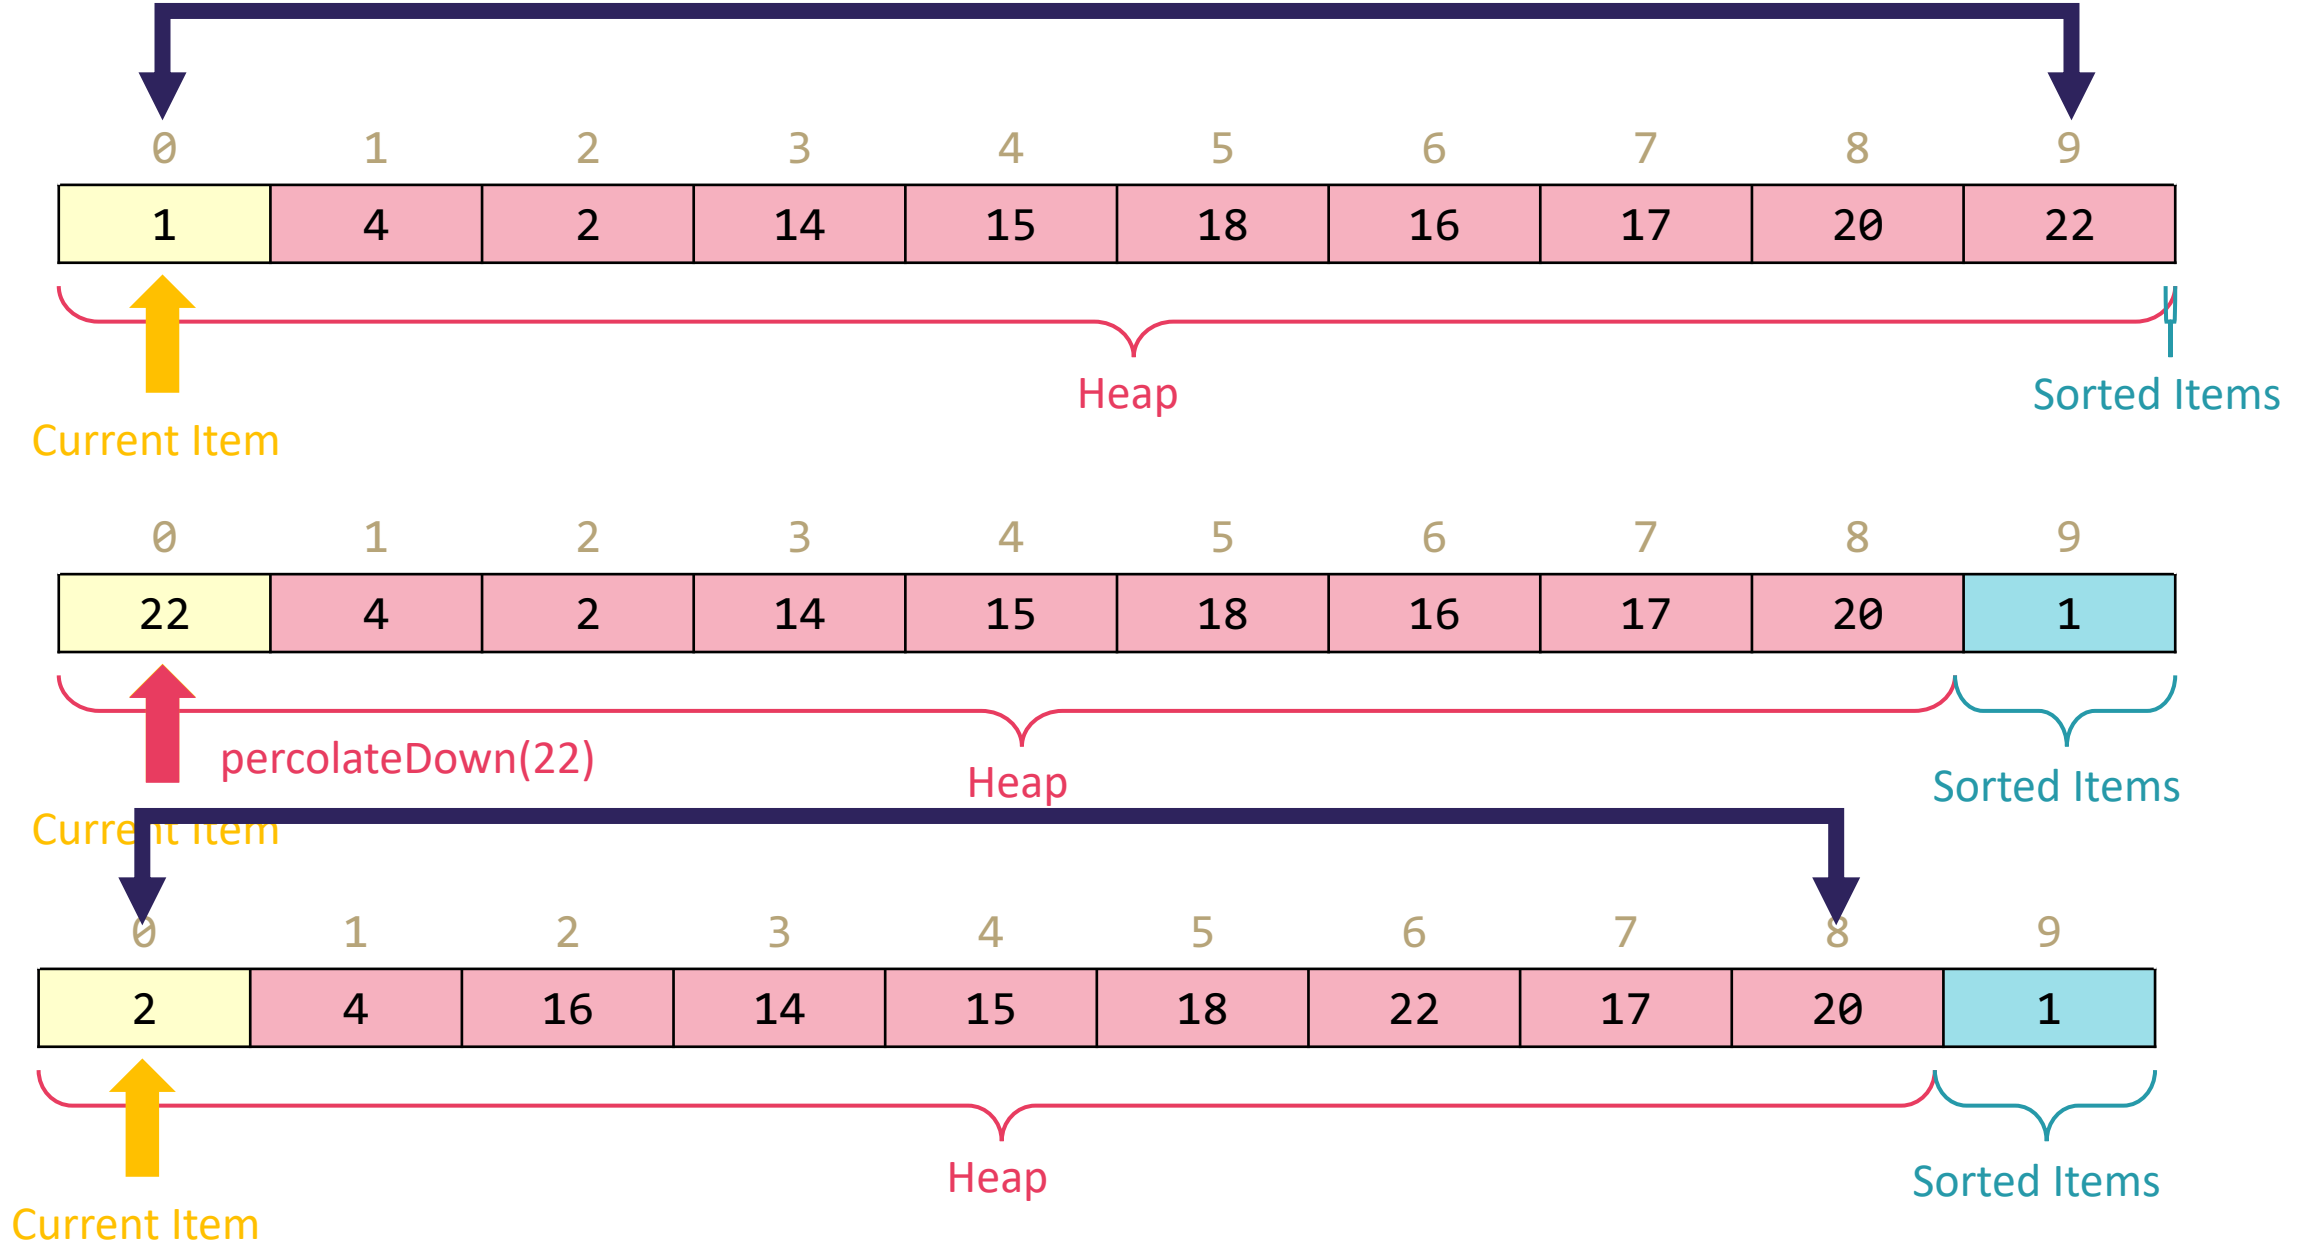 0 1 2 3 4 5 6 7 8 9
1 4 2 14 15 18 16 17 20 22
Heap
Sorted Items
Current Item
0 1 2 3 4 5 6 7 8 9
22 4 2 14 15 18 16 17 20 1
percolateDown(22)
Heap
Sorted Items
Current Item
0 1 2 3 4 5 6 7 8 9
2 4 16 14 15 18 22 17 20 1
Heap
Sorted Items
Current Item